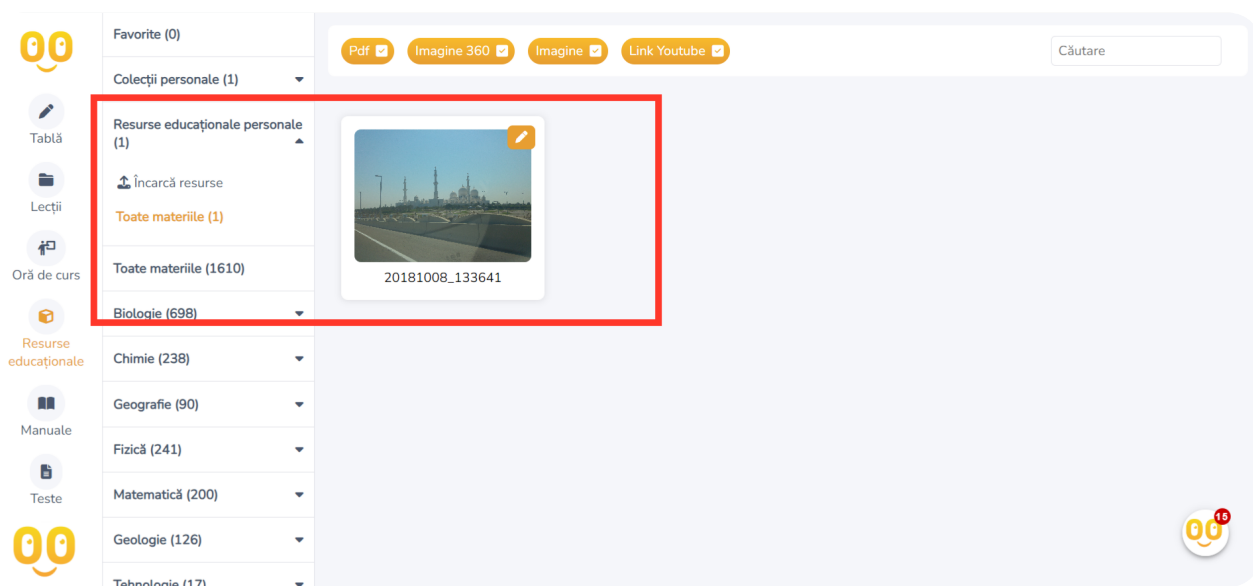 Tablă
Lecții
Oră de curs
Resurse
educaționale
Manuale
Teste
Favorite (0)
Colecții personale (1)
Resurse educaționale personale
(1)
Încarcă resurse
Toate materiile (1)
Toate materiile (1610)
Biologie (698)
Chimie (238)
Geografie (90)
Fizică (241)
Matematică (200)
Geologie (126)
Tehnologie (17)
Pdf
Imagine 360
Imagine
Link Youtube
Căutare
20181008_133641
15